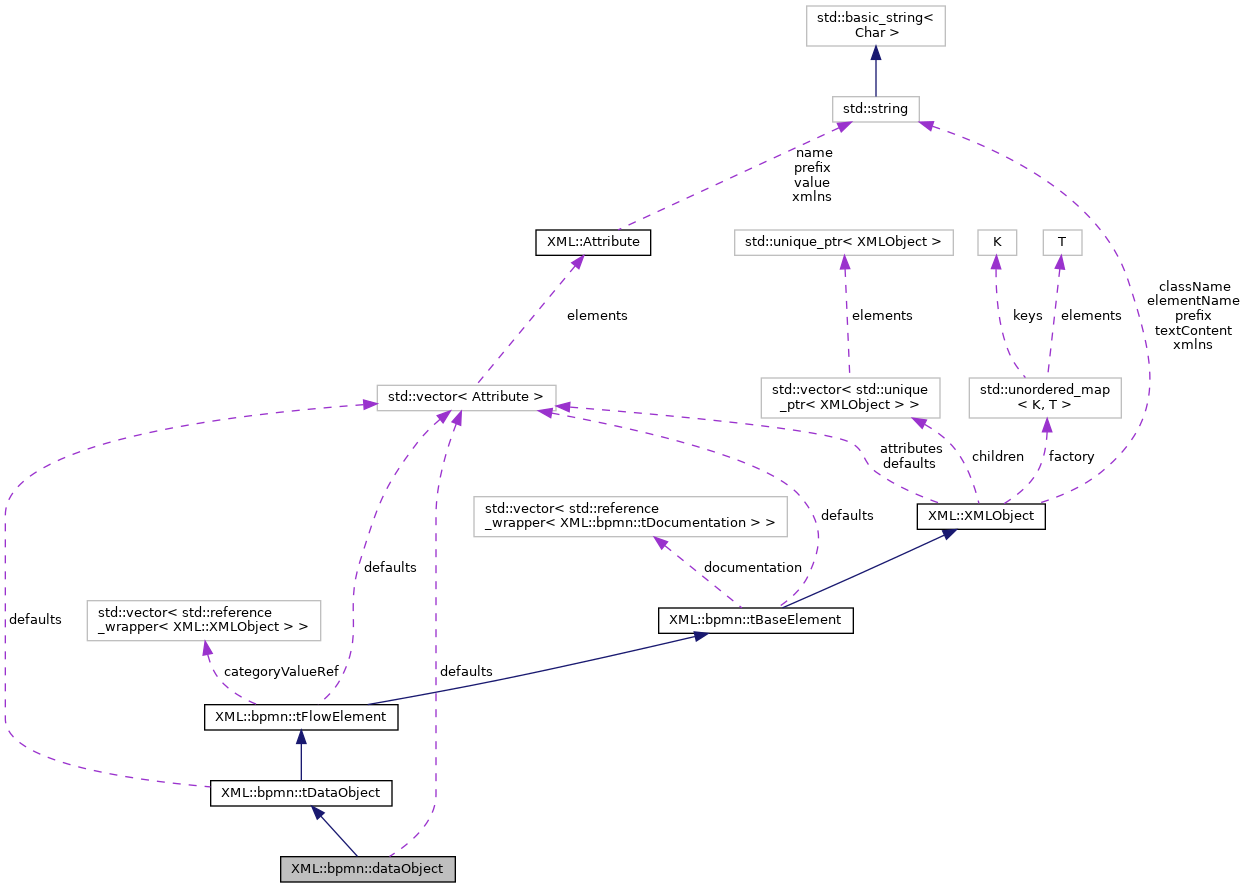 std::basic_string<
Char >
std::string
name
prefix
value
xmlns
XML::Attribute
std::unique_ptr< XMLObject >
K
T
className
elementName
prefix
textContent
xmlns
elements
elements
keys
elements
std::vector< Attribute >
std::vector< std::unique
_ptr< XMLObject > >
std::unordered_map
< K, T >
attributes
defaults
children
factory
std::vector< std::reference
_wrapper< XML::bpmn::tDocumentation > >
defaults
XML::XMLObject
defaults
documentation
defaults
std::vector< std::reference
_wrapper< XML::XMLObject > >
XML::bpmn::tBaseElement
categoryValueRef
defaults
XML::bpmn::tFlowElement
XML::bpmn::tDataObject
XML::bpmn::dataObject